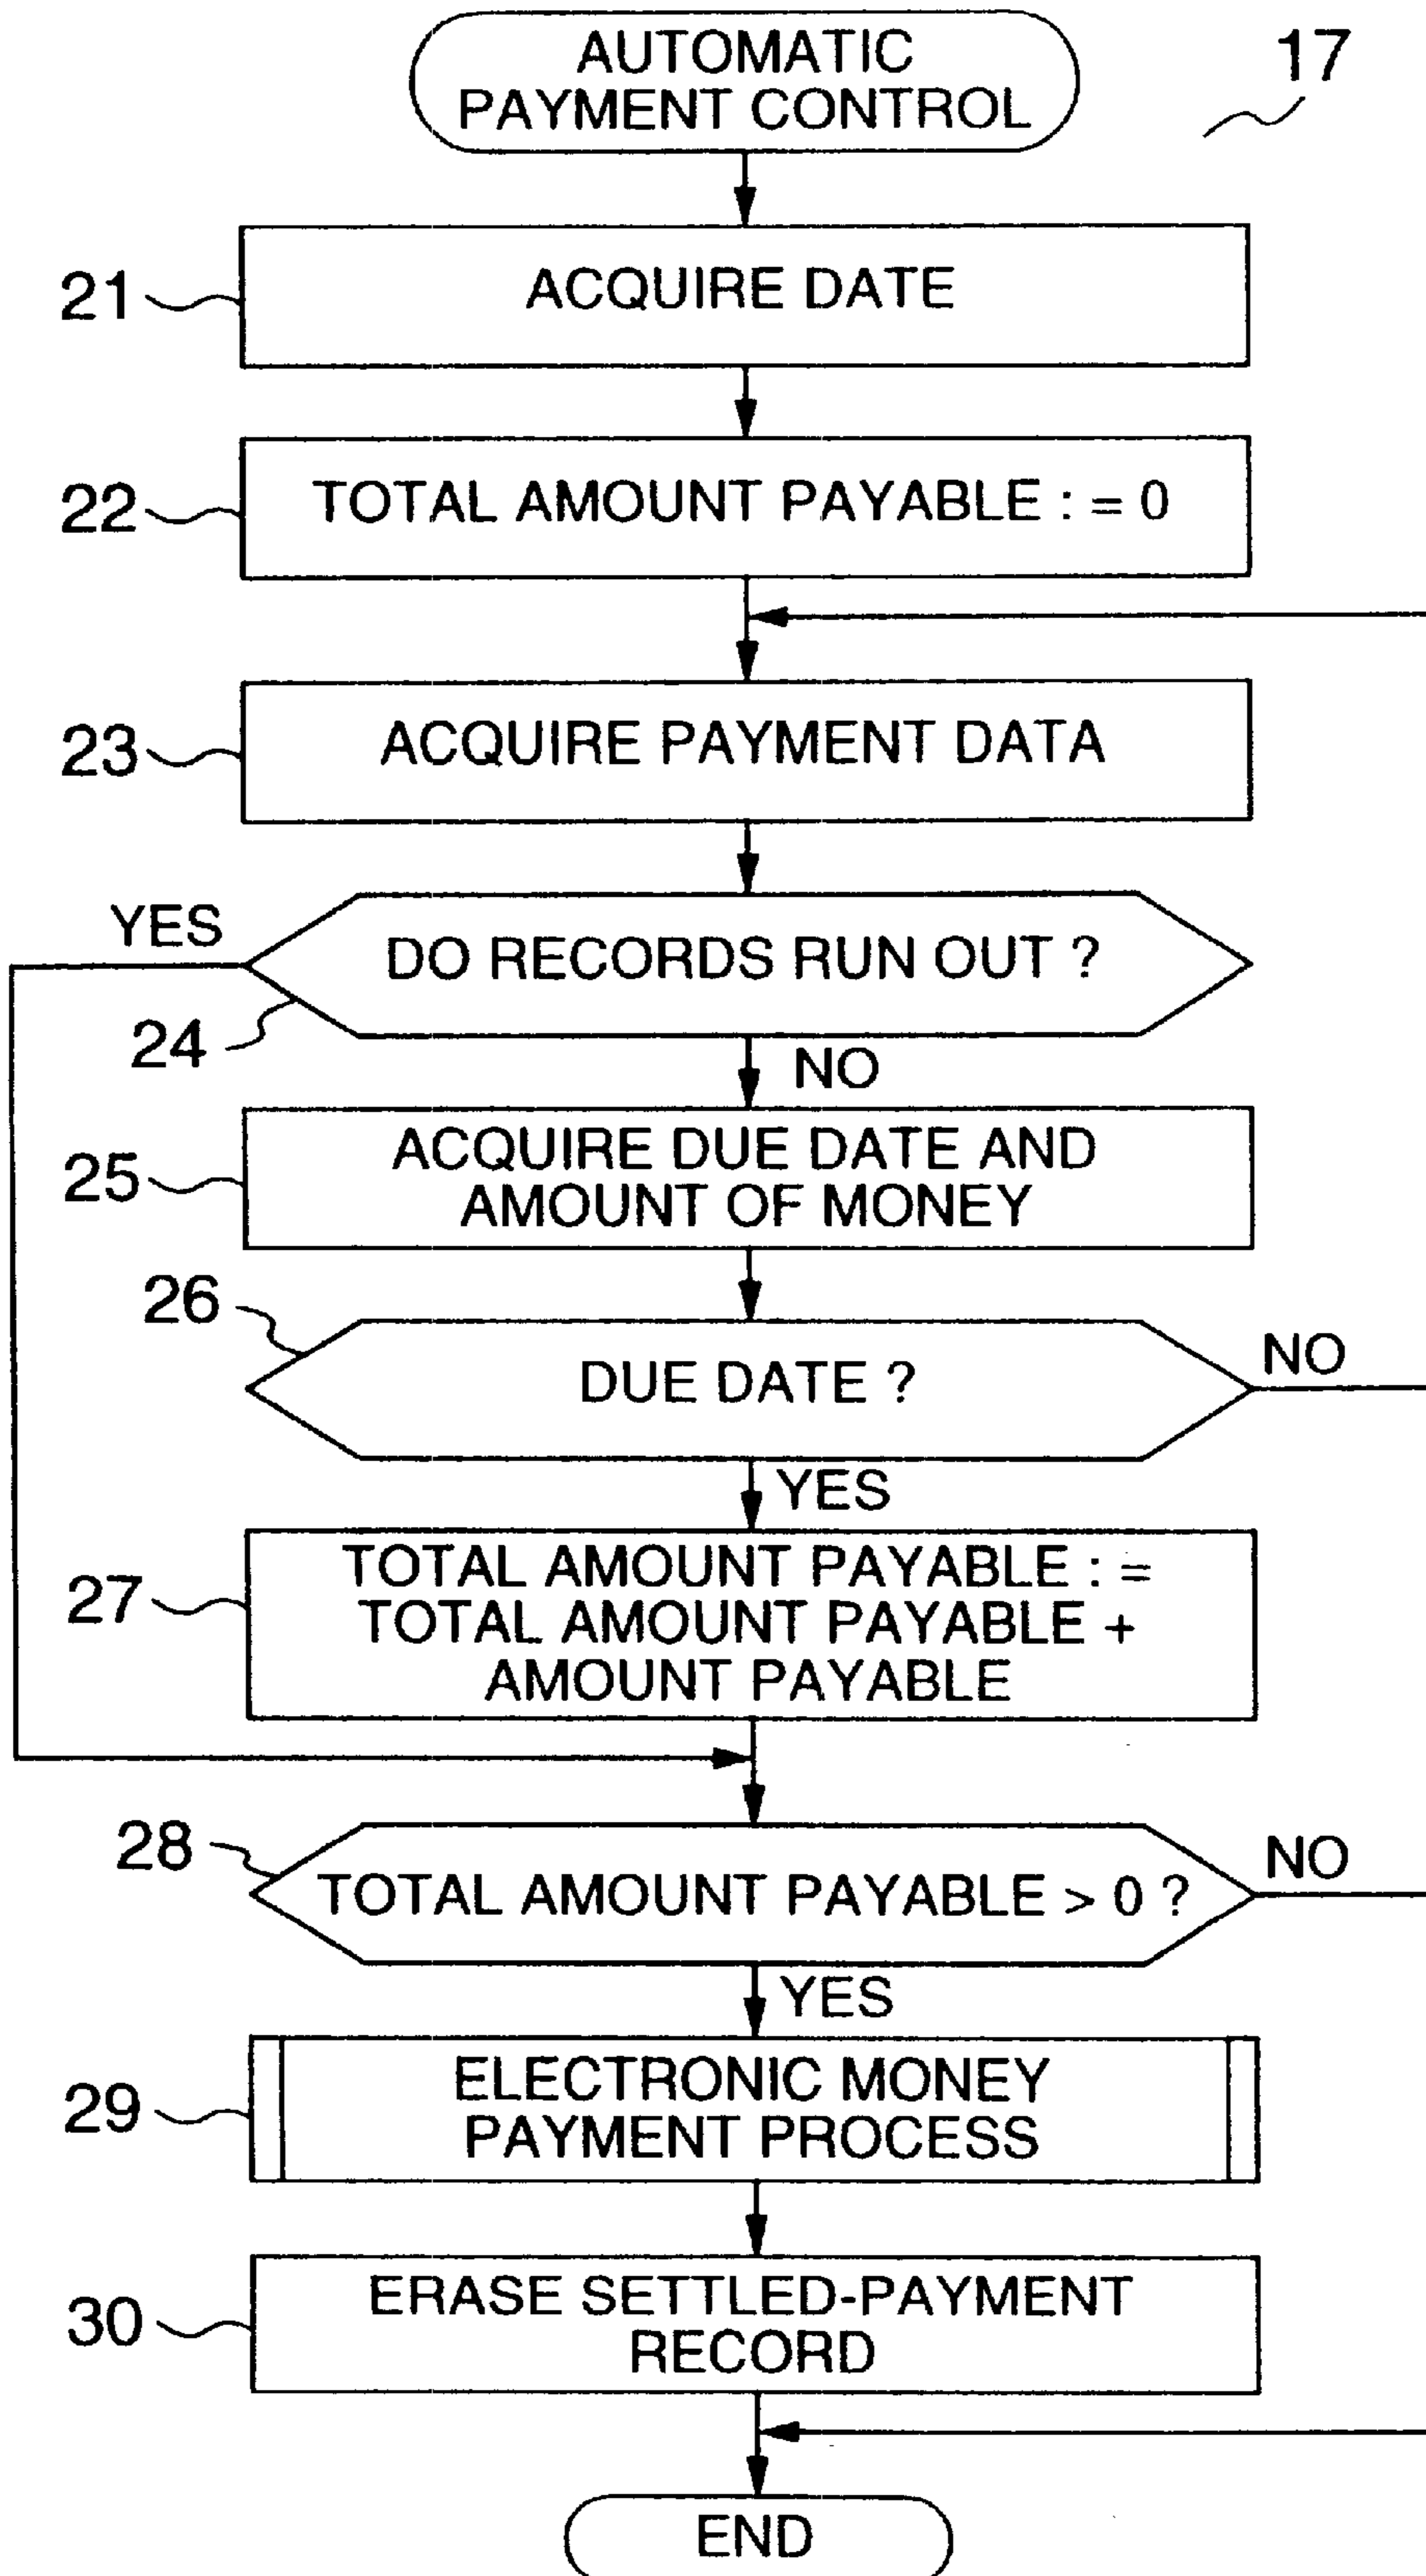 AUTOMATIC
PAYMENT CONTROL
17
21
ACQUIRE DATE
22
TOTAL AMOUNT PAYABLE : = 0
23
ACQUIRE PAYMENT DATA
YES
DO RECORDS RUN OUT ?
24
NO
25
ACQUIRE DUE DATE AND
AMOUNT OF MONEY
26
DUE DATE ?
NO
YES
27
TOTAL AMOUNT PAYABLE : =
TOTAL AMOUNT PAYABLE +
AMOUNT PAYABLE
28
TOTAL AMOUNT PAYABLE > 0 ?
NO
YES
29
ELECTRONIC MONEY
PAYMENT PROCESS
30
ERASE SETTLED-PAYMENT
RECORD
END